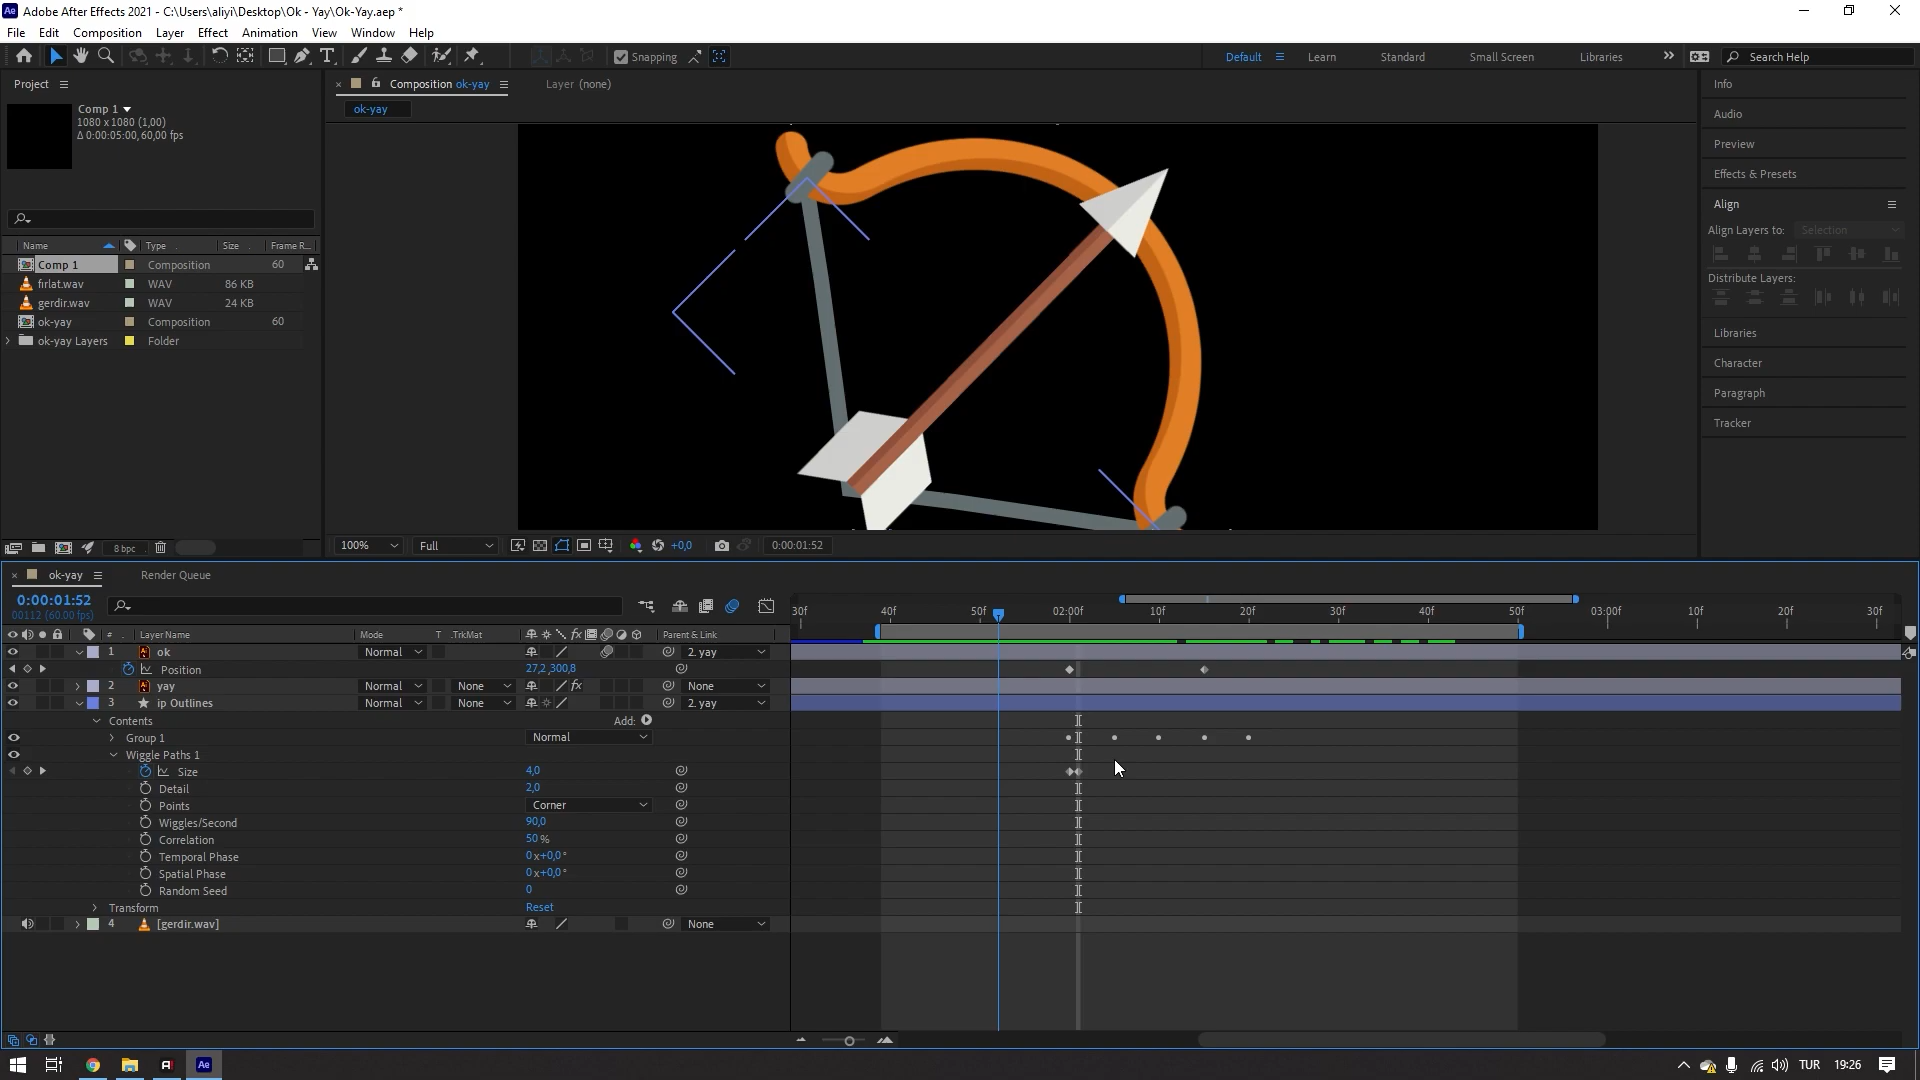 Adobe After Effects 2021 - C:\Users\aliyi\Desktop\Ok - Yay\Ok-Yay.aep *
File Edit Composition Layer Effect Animation View Window Help
Snapping
Default Learn Standard Small Screen Libraries Search Help
Project
Comp 1
1080 x 1080 (1,00)
Δ 0:00:05:00, 60,00 fps
Name Type Size Frame R...
Comp 1 Composition 60
fırlat.wav WAV 86 KB
gerdir.wav WAV 24 KB
ok-yay Composition 60
ok-yay Layers Folder
8 bpc
Composition ok-yay Layer (none)
ok-yay
100% Full +0,0 0:00:01:52
Info
Audio
Preview
Effects & Presets
Align
Align Layers to: Selection
Distribute Layers:
Libraries
Character
Paragraph
Tracker
ok-yay Render Queue
0:00:01:52
00112 (60.00 fps)
30f 40f 50f 02:00f 10f 20f 30f 40f 50f 03:00f 10f 20f 30f
# Layer Name Mode T .TrkMat Parent & Link
1 ok Normal 2. yay
Position 27,2,300,8
2 yay Normal None None
3 ip Outlines Normal None 2. yay
Contents Add:
Group 1 Normal
Wiggle Paths 1
Size 4,0
Detail 2,0
Points Corner
Wiggles/Second 90,0
Correlation 50 %
Temporal Phase 0x+0,0°
Spatial Phase 0x+0,0°
Random Seed 0
Transform Reset
4 [gerdir.wav] None
TUR 19:26